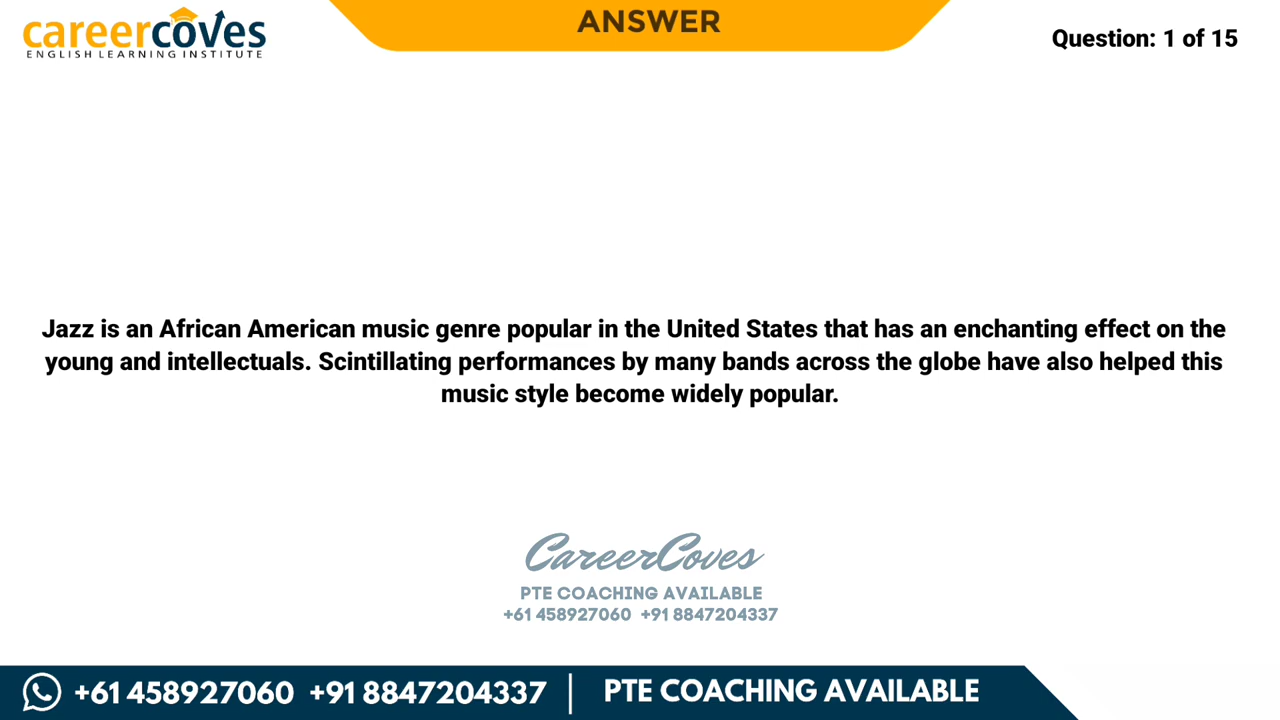 careercoves
ENGLISH LEARNING INSTITUTE
ANSWER
Question: 1 of 15
Jazz is an African American music genre popular in the United States that has an enchanting effect on the
young and intellectuals. Scintillating performances by many bands across the globe have also helped this
music style become widely popular.
CareerCoves
PTE COACHING AVAILABLE
+61 458927060 +91 8847204337
+61 458927060 +91 8847204337 | PTE COACHING AVAILABLE